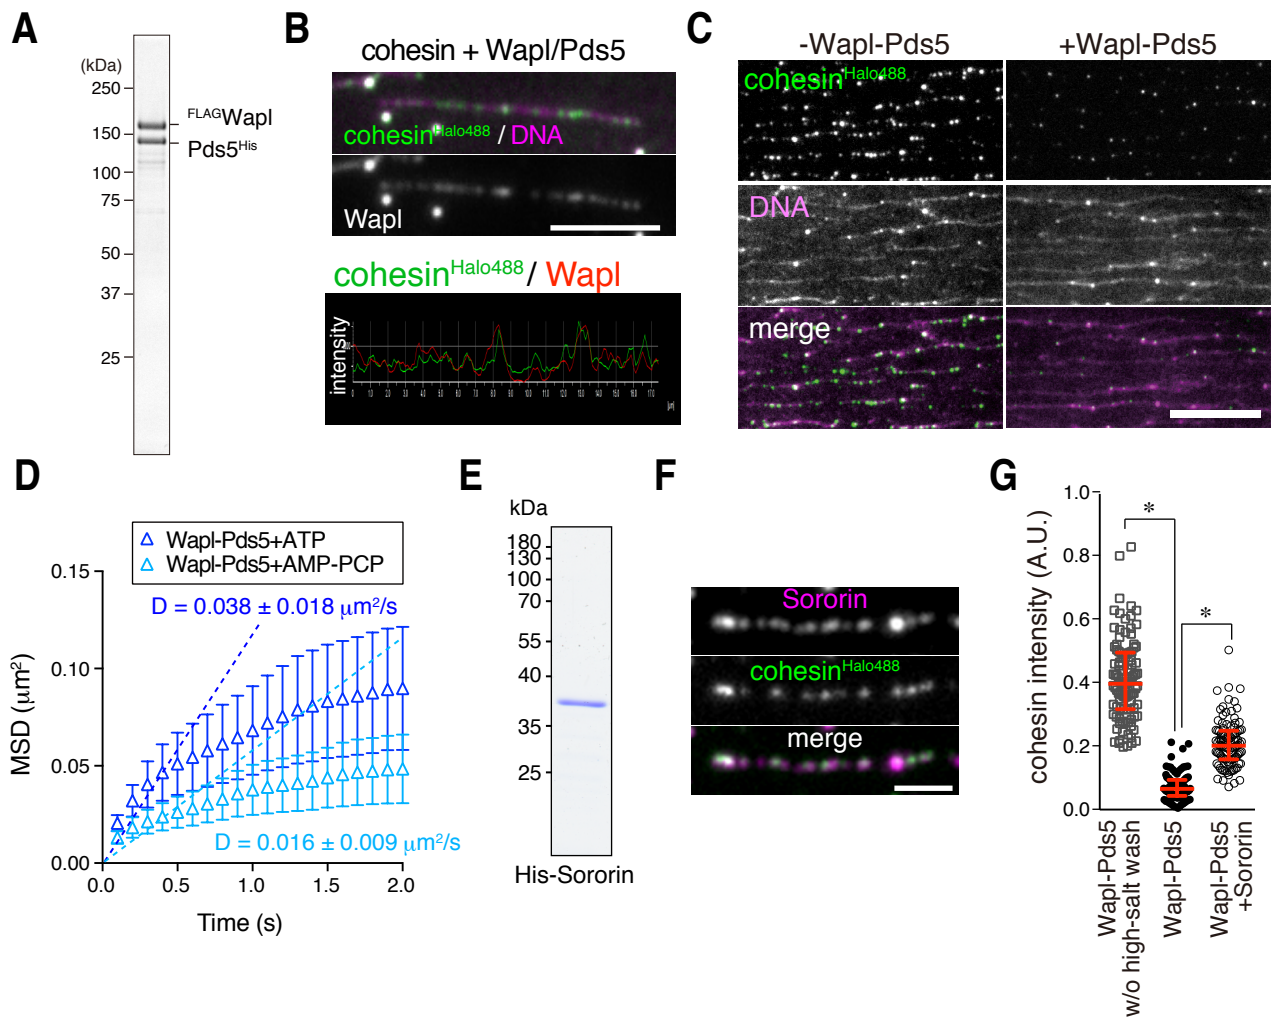 A
(kDa)
250
150
100
75
50
37
25
FLAGWapl
Pds5His
B
cohesin + Wapl/Pds5
cohesinHalo488 / DNA
Wapl
cohesinHalo488 / Wapl
intensity
C
-Wapl-Pds5
+Wapl-Pds5
cohesinHalo488
DNA
merge
D
Wapl-Pds5+ATP
Wapl-Pds5+AMP-PCP
D = 0.038 ± 0.018 μm²/s
D = 0.016 ± 0.009 μm²/s
MSD (μm²)
0.15
0.10
0.05
0.00
0.0 0.5 1.0 1.5 2.0
Time (s)
E
kDa
180
130
100
70
55
40
35
25
His-Sororin
F
Sororin
cohesinHalo488
merge
G
cohesin intensity (A.U.)
1.0
0.8
0.6
0.4
0.2
0.0
*
*
Wapl-Pds5
w/o high-salt wash
Wapl-Pds5
Wapl-Pds5
+Sororin